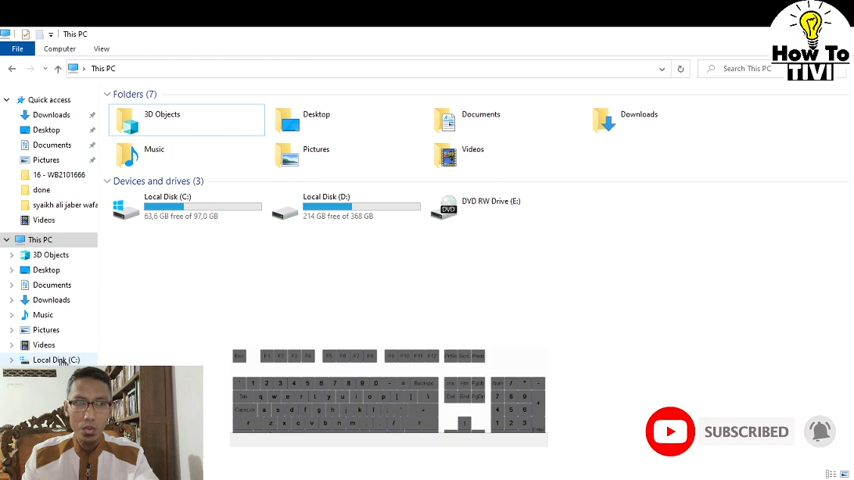 This PC
File Computer View
This PC
Search This PC
Quick access
Downloads
Desktop
Documents
Pictures
16 - WB2101666
done
syaikh ali jaber wafa
Videos
This PC
3D Objects
Desktop
Documents
Downloads
Music
Pictures
Videos
Local Disk (C:)
Folders (7)
3D Objects
Desktop
Documents
Downloads
Music
Pictures
Videos
Devices and drives (3)
Local Disk (C:)
63,6 GB free of 97,0 GB
Local Disk (D:)
214 GB free of 368 GB
DVD RW Drive (E:)
DVD
How To
TIVI
SUBSCRIBED